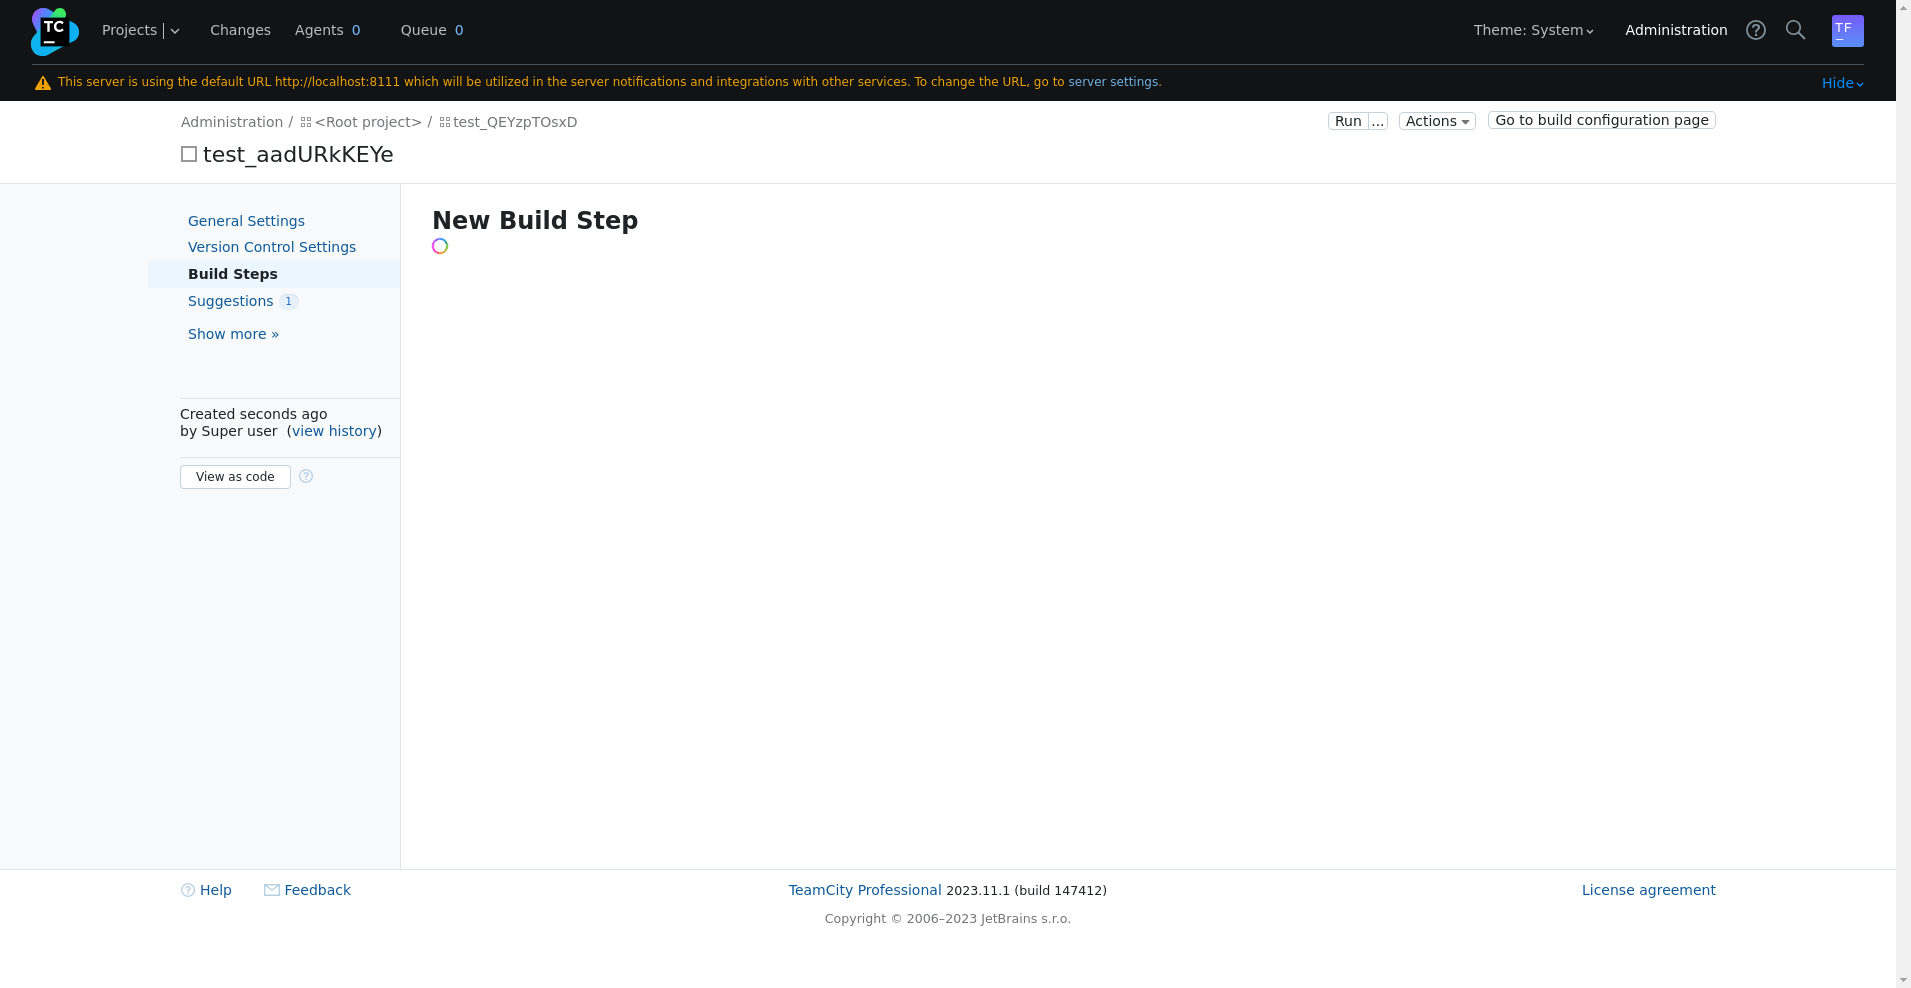 TC
Projects
Changes
Agents 0
Queue 0
Theme: System
Administration
TF
This server is using the default URL http://localhost:8111 which will be utilized in the server notifications and integrations with other services. To change the URL, go to server settings.
Hide
Administration / <Root project> / test_QEYzpTOsxD
Run ...
Actions
Go to build configuration page
test_aadURkKEYe
General Settings
Version Control Settings
Build Steps
Suggestions 1
Show more »
Created seconds ago
by Super user (view history)
View as code
?
New Build Step
? Help
Feedback
TeamCity Professional 2023.11.1 (build 147412)
License agreement
Copyright © 2006–2023 JetBrains s.r.o.